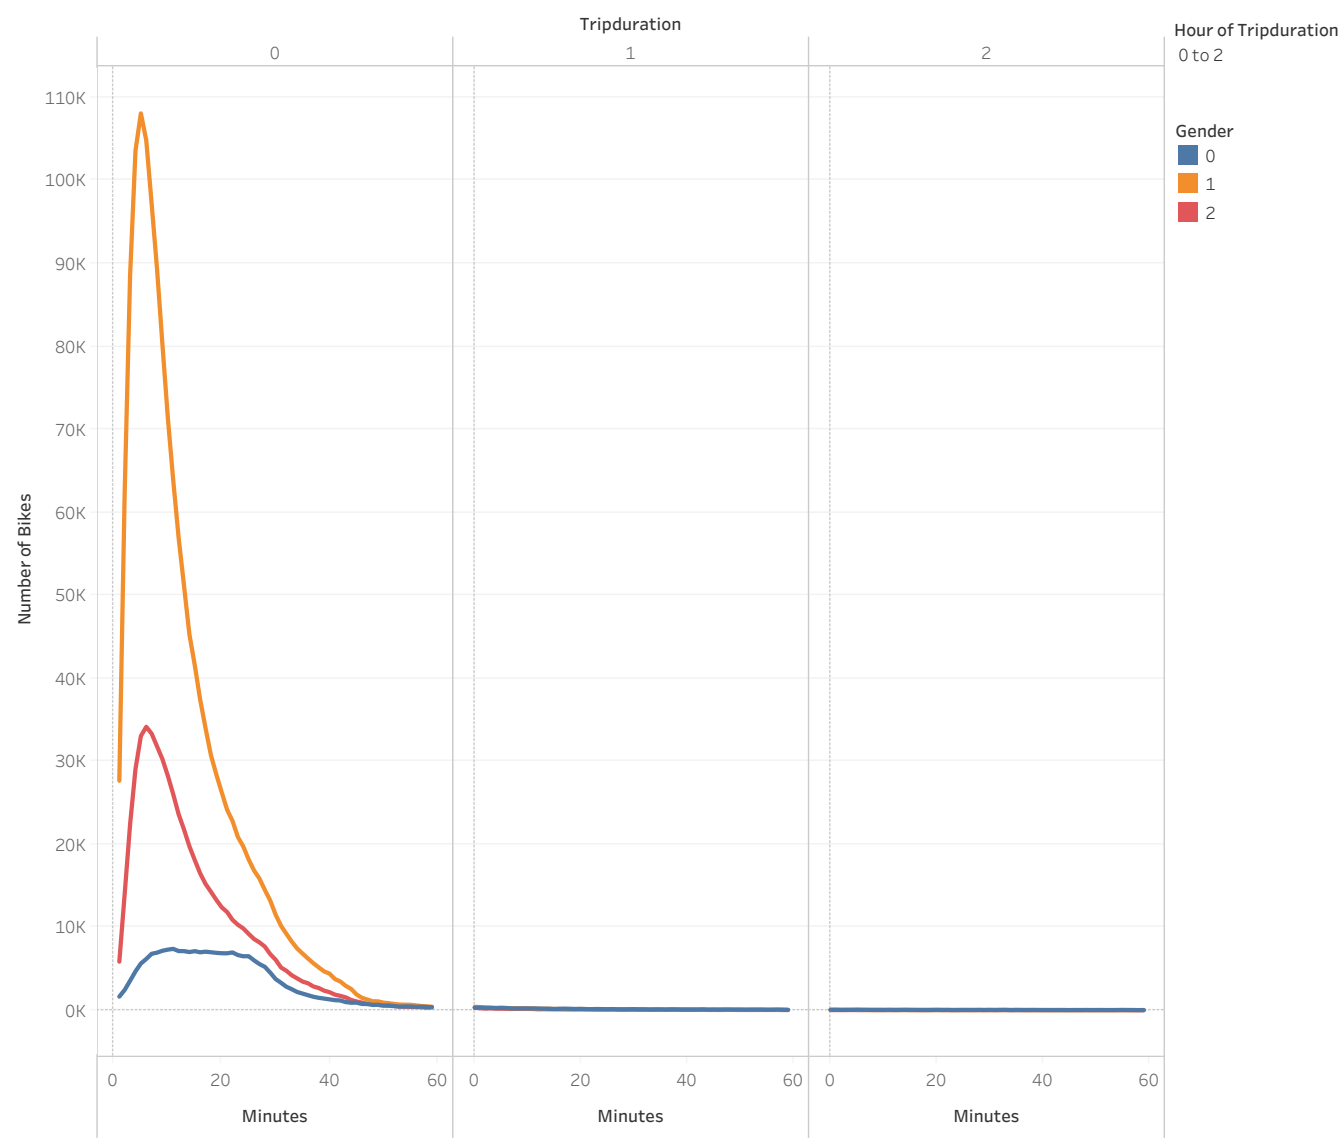 Tripduration
0 1 2
Hour of Tripduration
0 to 2
Gender
0
1
2
Number of Bikes
110K
100K
90K
80K
70K
60K
50K
40K
30K
20K
10K
0K
0 20 40 60 0 20 40 60 0 20 40 60
Minutes Minutes Minutes